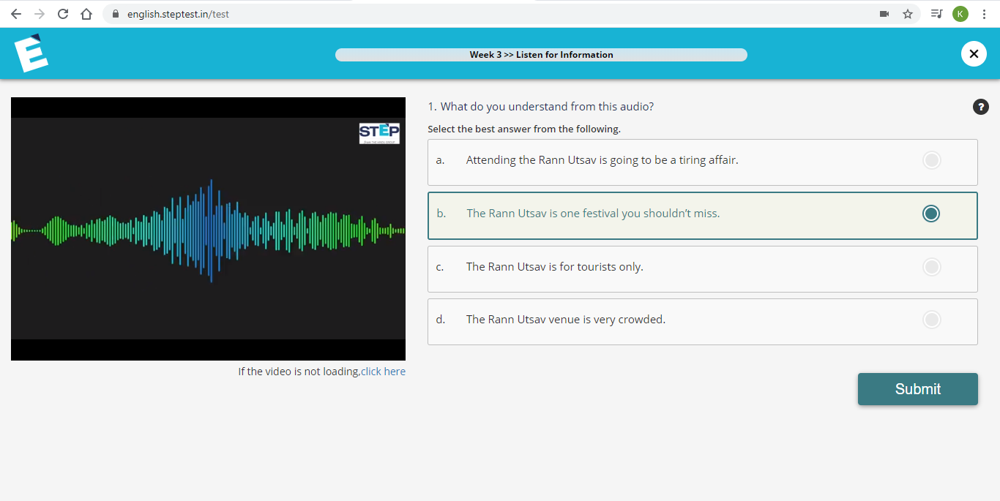 english.steptest.in/test
K
Week 3 >> Listen for Information
STEP
1. What do you understand from this audio?
?
Select the best answer from the following.
a. Attending the Rann Utsav is going to be a tiring affair.
b. The Rann Utsav is one festival you shouldn't miss.
c. The Rann Utsav is for tourists only.
d. The Rann Utsav venue is very crowded.
If the video is not loading,click here
Submit